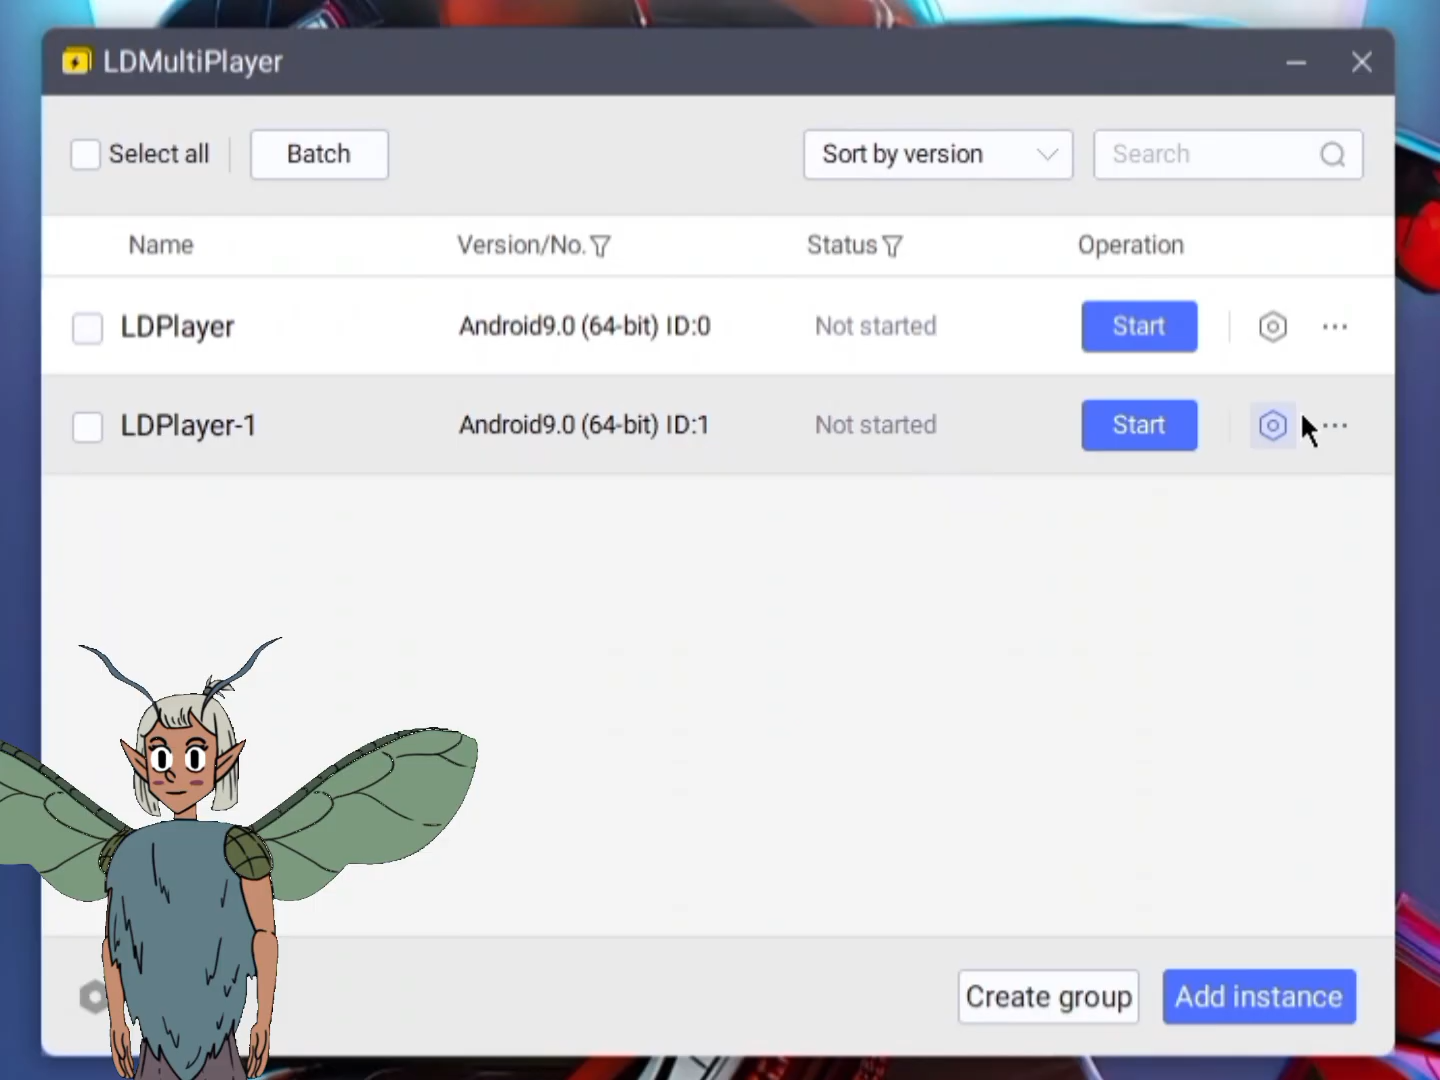 LDMultiPlayer
Select all
Batch
Sort by version
Search
Name Version/No. Status Operation
LDPlayer Android9.0 (64-bit) ID:0 Not started Start
LDPlayer-1 Android9.0 (64-bit) ID:1 Not started Start
Create group
Add instance